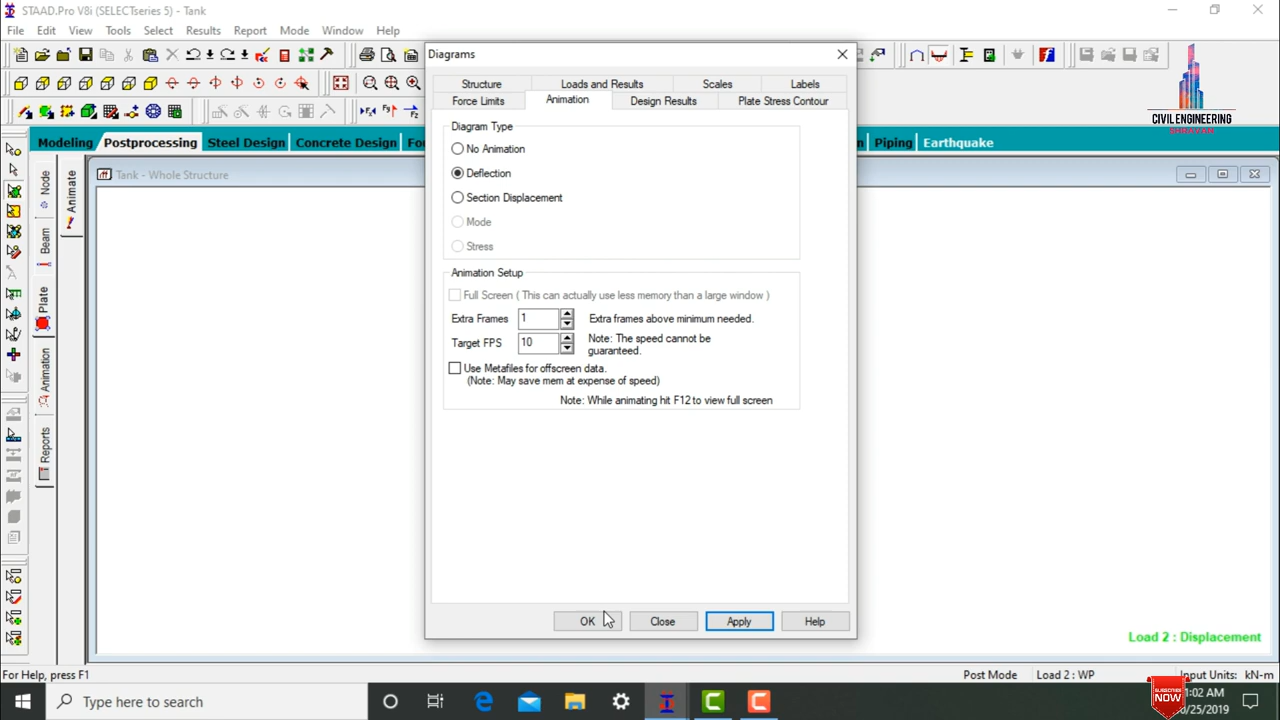 STAAD.Pro V8i (SELECTseries 5) - Tank
File Edit View Tools Select Results Report Mode Window Help
Diagrams
Structure Loads and Results Scales Labels
Force Limits Animation Design Results Plate Stress Contour
CIVIL ENGINEERING
Modeling Postprocessing Steel Design Concrete Design Piping Earthquake
Tank - Whole Structure
Node
Beam
Plate
Animation
Reports
Animate
Diagram Type
No Animation
Deflection
Section Displacement
Mode
Stress
Animation Setup
Full Screen ( This can actually use less memory than a large window )
Extra Frames 1 Extra frames above minimum needed.
Target FPS 10 Note: The speed cannot be
guaranteed.
Use Metafiles for offscreen data.
(Note: May save mem at expense of speed)
Note: While animating hit F12 to view full screen
OK Close Apply Help
Load 2 : Displacement
For Help, press F1 Post Mode Load 2 : WP Input Units: kN-m
Type here to search
SUBSCRIBE
NOW
:02 AM
/25/2019